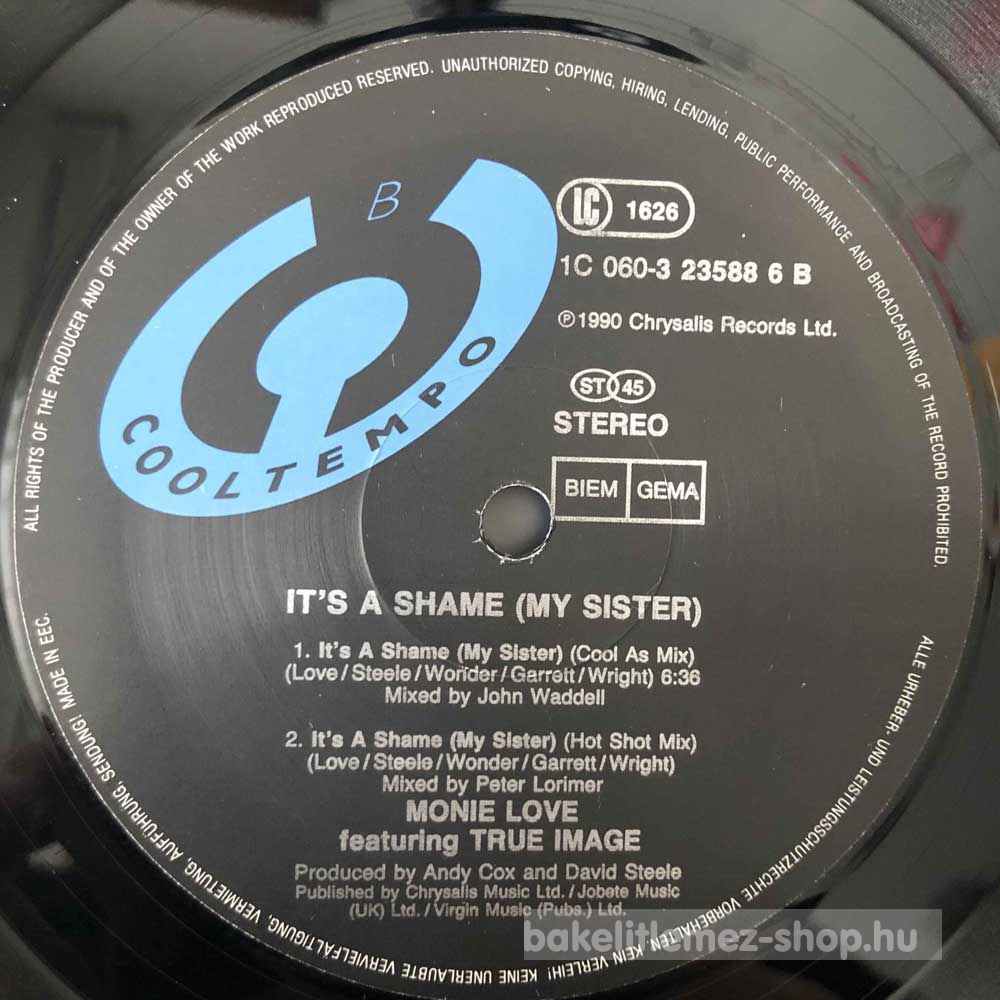 ALL RIGHTS OF THE PRODUCER AND OF THE OWNER OF THE WORK REPRODUCED RESERVED. UNAUTHORIZED COPYING, HIRING, LENDING, PUBLIC PERFORMANCE AND BROADCASTING OF THE RECORD PROHIBITED.
B
COOLTEMPO
LC 1626
1C 060-3 23588 6 B
℗1990 Chrysalis Records Ltd.
ST 45
STEREO
BIEM GEMA
IT'S A SHAME (MY SISTER)
1. It's A Shame (My Sister) (Cool As Mix)
(Love/Steele/Wonder/Garrett/Wright) 6:36
Mixed by John Waddell
2. It's A Shame (My Sister) (Hot Shot Mix)
(Love/Steele/Wonder/Garrett/Wright)
Mixed by Peter Lorimer
MONIE LOVE
featuring TRUE IMAGE
Produced by Andy Cox and David Steele
Published by Chrysalis Music Ltd./Jobete Music
(UK) Ltd./Virgin Music (Pubs.) Ltd.
ALLE URHEBER- UND LEISTUNGSSCHUTZRECHTE VORBEHALTEN. KEIN VERLEIH! KEINE UNERLAUBTE VERVIELFÄLTIGUNG, VERMIETUNG, AUFFÜHRUNG, SENDUNG! MADE IN EEC.
bakelitlemez-shop.hu